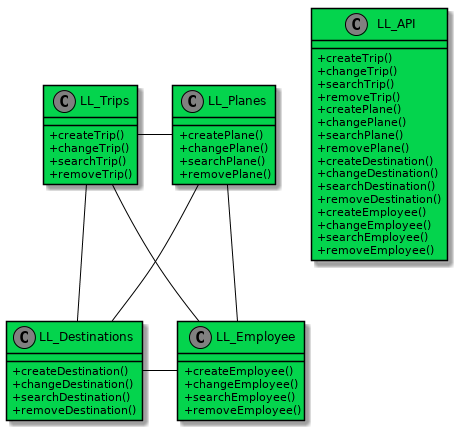 C LL_API
+createTrip()
+changeTrip()
+searchTrip()
+removeTrip()
+createPlane()
+changePlane()
+searchPlane()
+removePlane()
+createDestination()
+changeDestination()
+searchDestination()
+removeDestination()
+createEmployee()
+changeEmployee()
+searchEmployee()
+removeEmployee()
C LL_Trips
+createTrip()
+changeTrip()
+searchTrip()
+removeTrip()
C LL_Planes
+createPlane()
+changePlane()
+searchPlane()
+removePlane()
C LL_Destinations
+createDestination()
+changeDestination()
+searchDestination()
+removeDestination()
C LL_Employee
+createEmployee()
+changeEmployee()
+searchEmployee()
+removeEmployee()